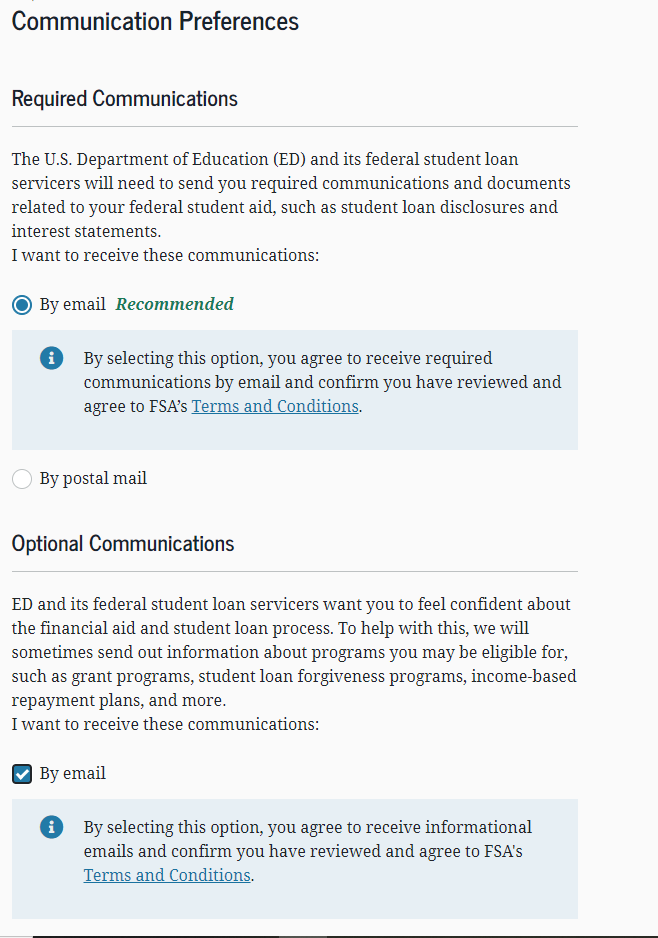 Communication Preferences
Required Communications
The U.S. Department of Education (ED) and its federal student loan
servicers will need to send you required communications and documents
related to your federal student aid, such as student loan disclosures and
interest statements.
I want to receive these communications:
By email Recommended
By selecting this option, you agree to receive required
communications by email and confirm you have reviewed and
agree to FSA’s Terms and Conditions.
By postal mail
Optional Communications
ED and its federal student loan servicers want you to feel confident about
the financial aid and student loan process. To help with this, we will
sometimes send out information about programs you may be eligible for,
such as grant programs, student loan forgiveness programs, income-based
repayment plans, and more.
I want to receive these communications:
By email
By selecting this option, you agree to receive informational
emails and confirm you have reviewed and agree to FSA's
Terms and Conditions.